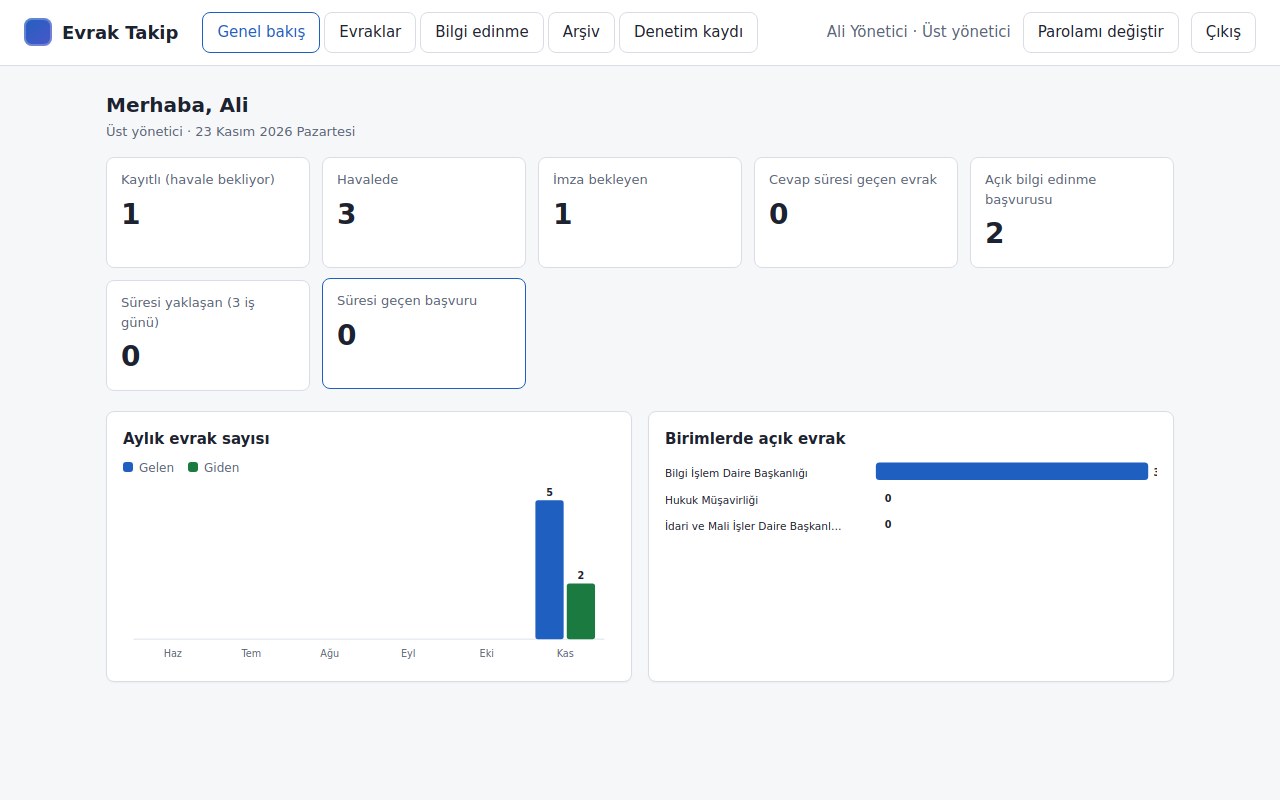 Evrak Takip
Genel bakış
Evraklar
Bilgi edinme
Arşiv
Denetim kaydı
Ali Yönetici · Üst yönetici
Parolamı değiştir
Çıkış
Merhaba, Ali
Üst yönetici · 23 Kasım 2026 Pazartesi
Kayıtlı (havale bekliyor)
1
Havalede
3
İmza bekleyen
1
Cevap süresi geçen evrak
0
Açık bilgi edinme
başvurusu
2
Süresi yaklaşan (3 iş
günü)
0
Süresi geçen başvuru
0
Aylık evrak sayısı
Gelen
Giden
5
2
Haz
Tem
Ağu
Eyl
Eki
Kas
Birimlerde açık evrak
Bilgi İşlem Daire Başkanlığı
Hukuk Müşavirliği
0
İdari ve Mali İşler Daire Başkanl...
0